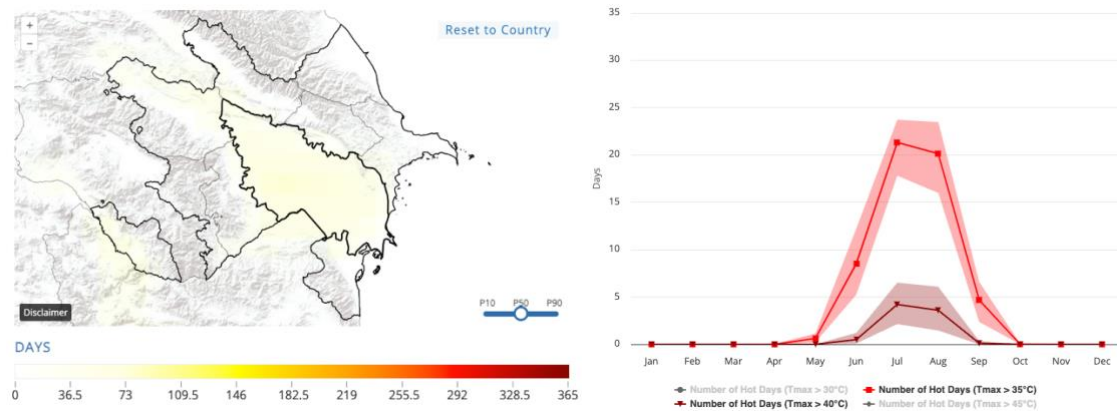 +
−
Reset to Country
Disclaimer
P10 P50 P90
DAYS
0 36.5 73 109.5 146 182.5 219 255.5 292 328.5 365
35
30
25
20
15
10
5
0
Days
Jan Feb Mar Apr May Jun Jul Aug Sep Oct Nov Dec
Number of Hot Days (Tmax > 30°C) Number of Hot Days (Tmax > 35°C)
Number of Hot Days (Tmax > 40°C) Number of Hot Days (Tmax > 45°C)